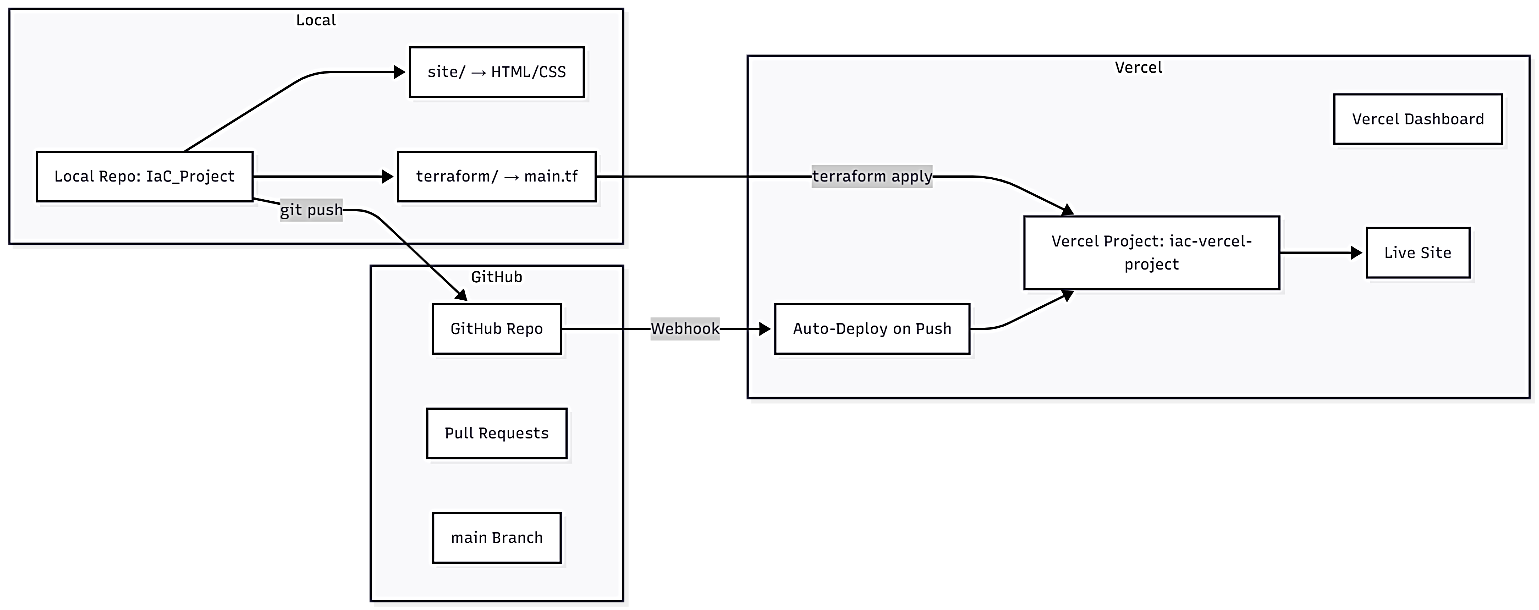 Local
site/ → HTML/CSS
Local Repo: IaC_Project
terraform/ → main.tf
git push
GitHub
GitHub Repo
Pull Requests
main Branch
Webhook
Vercel
Vercel Dashboard
terraform apply
Vercel Project: iac-vercel-
project
Live Site
Auto-Deploy on Push